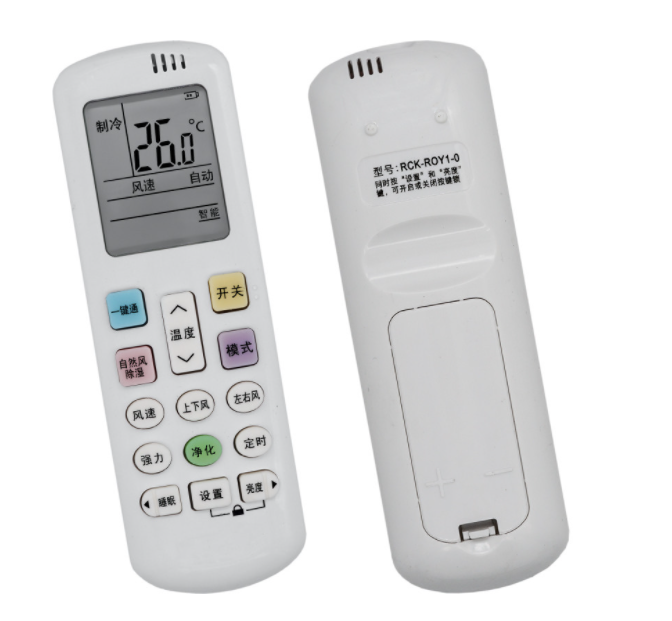 制冷
26.0°C
风速 自动
智能
一键通
开关
温度
自然风
除湿
模式
风速
上下风
左右风
强力
净化
定时
睡眠
设置
亮度
型号:RCK-ROY1-0
同时按“设置”和“亮度”
键,可开启或关闭按键锁